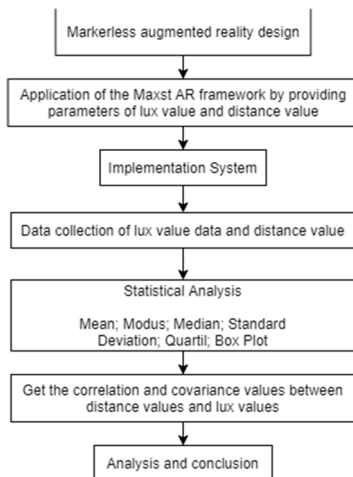 Markerless augmented reality design
Application of the Maxst AR framework by providing
parameters of lux value and distance value
Implementation System
Data collection of lux value data and distance value
Statistical Analysis
Mean; Modus; Median; Standard
Deviation; Quartil; Box Plot
Get the correlation and covariance values between
distance values and lux values
Analysis and conclusion